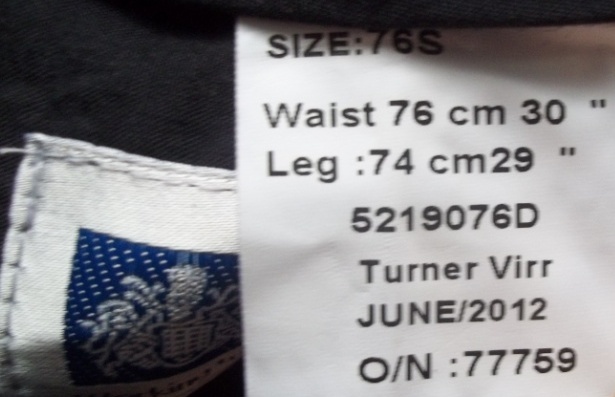 SIZE:76S
Waist 76 cm 30 "
Leg :74 cm29 "
5219076D
Turner Virr
JUNE/2012
O/N :77759